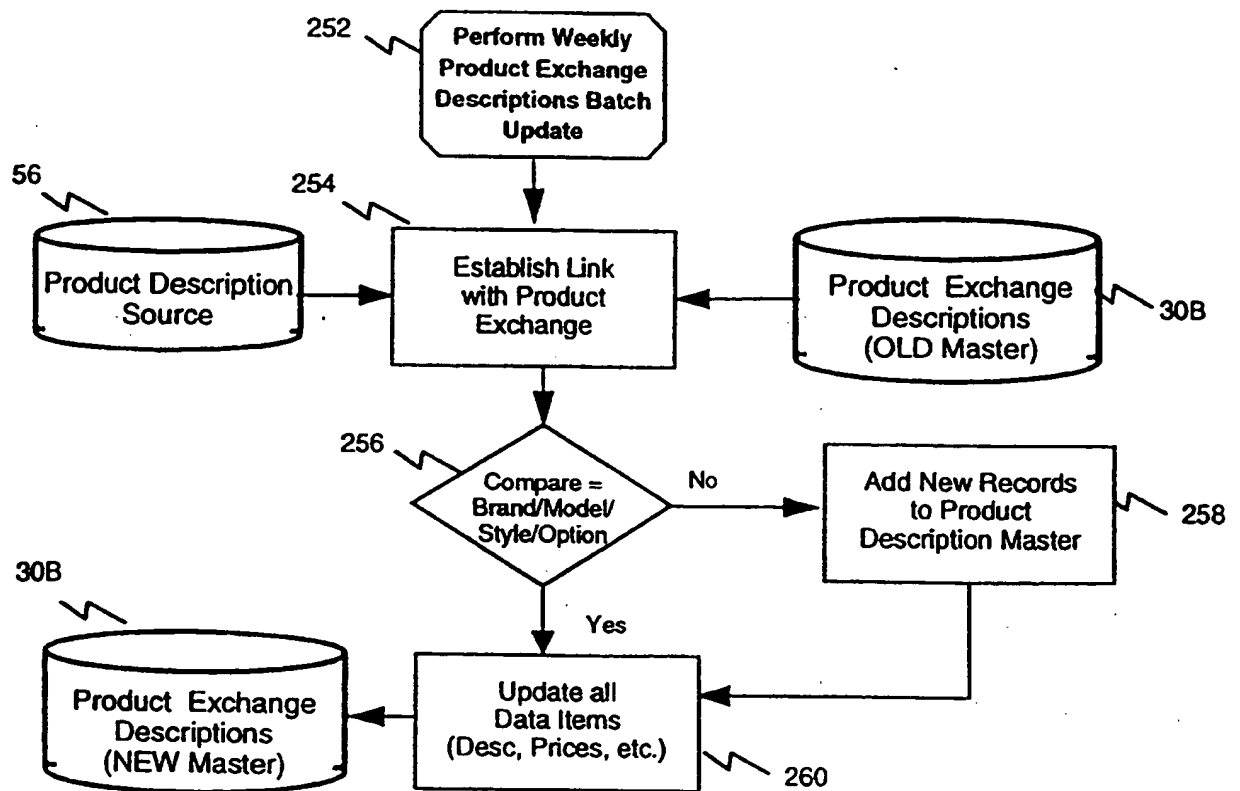 252
Perform Weekly
Product Exchange
Descriptions Batch
Update
56
254
Product Description
Source
Establish Link
with Product
Exchange
Product Exchange
Descriptions
(OLD Master)
30B
256
Compare =
Brand/Model/
Style/Option
No
Add New Records
to Product
Description Master
258
Yes
30B
Product Exchange
Descriptions
(NEW Master)
Update all
Data Items
(Desc, Prices, etc.)
260